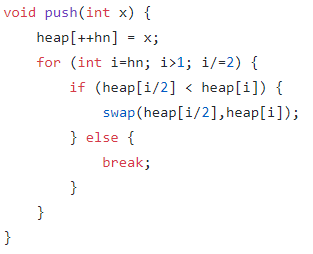 void push(int x) {
    heap[++hn] = x;
    for (int i=hn; i>1; i/=2) {
        if (heap[i/2] < heap[i]) {
            swap(heap[i/2],heap[i]);
        } else {
            break;
        }
    }
}